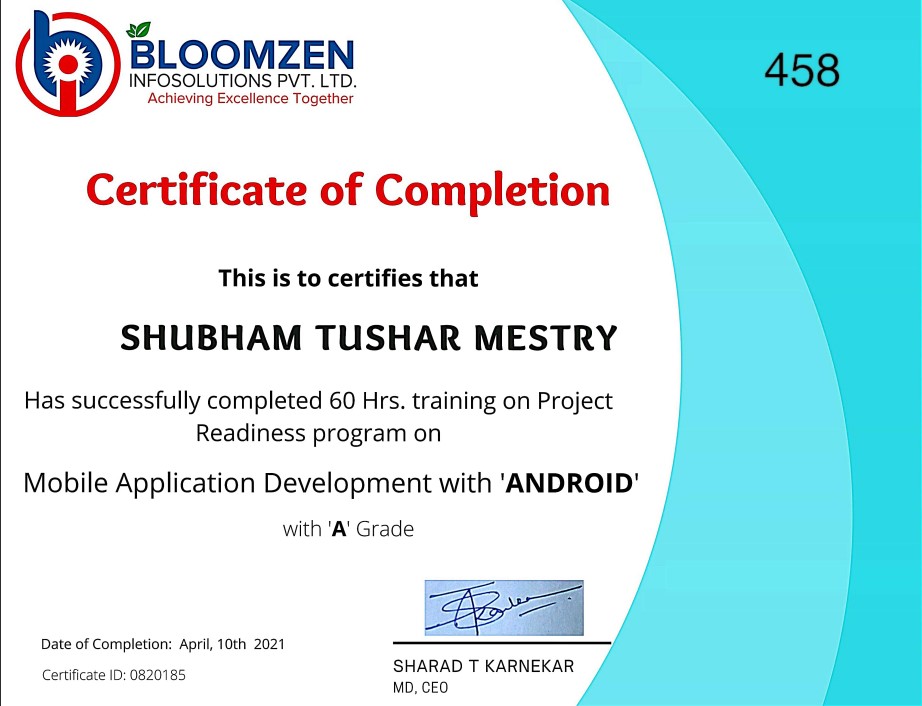 BLOOMZEN
INFOSOLUTIONS PVT. LTD.
Achieving Excellence Together
458
Certificate of Completion
This is to certifies that
SHUBHAM TUSHAR MESTRY
Has successfully completed 60 Hrs. training on Project
Readiness program on
Mobile Application Development with 'ANDROID'
with 'A' Grade
Date of Completion: April, 10th 2021
Certificate ID: 0820185
SHARAD T KARNEKAR
MD, CEO